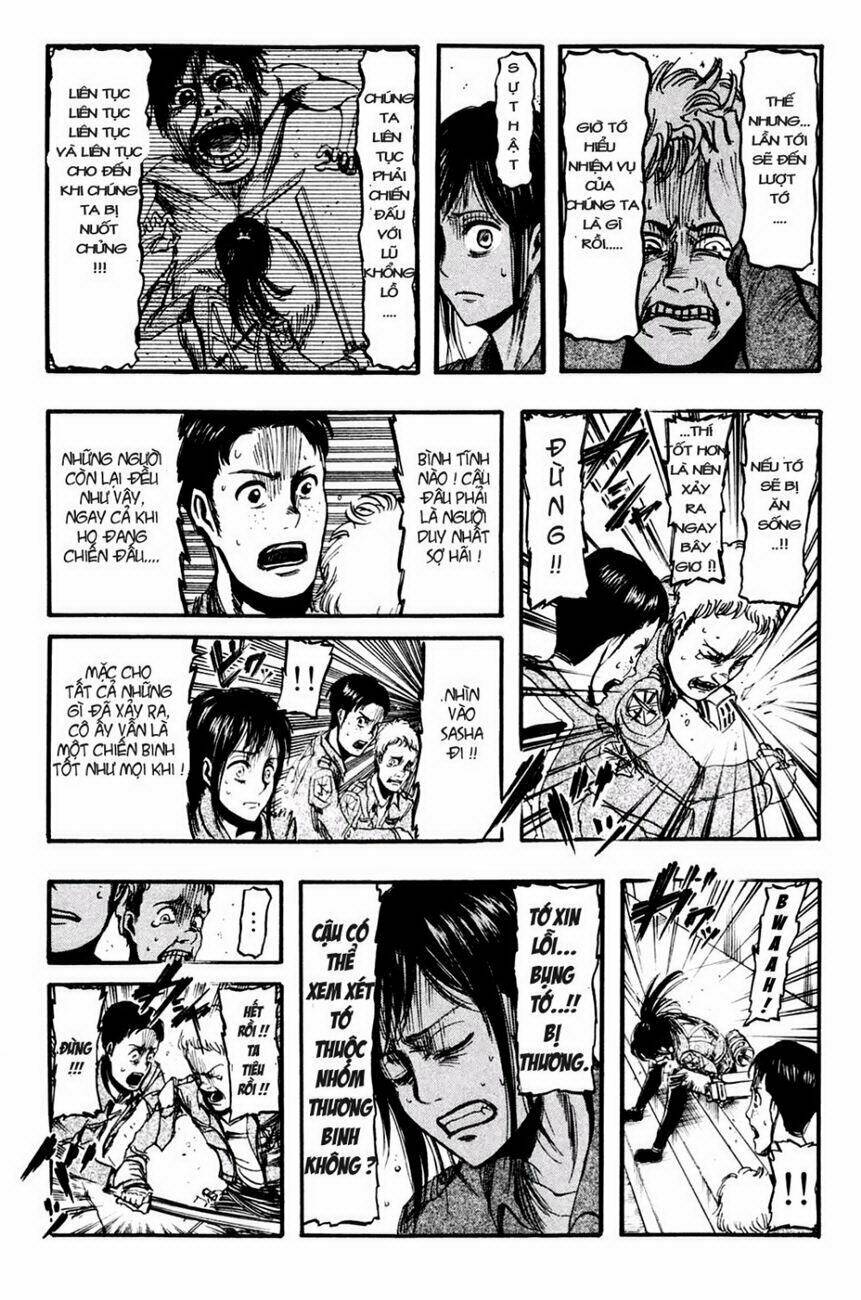 THẾ
NHƯNG...
LẦN TỚI
SẼ ĐẾN
LƯỢT
TỚ
....
GIỜ TỚ
HIỂU
NHIỆM VỤ
CỦA
CHÚNG TA
LÀ GÌ
RỒI.....
SỰ THẬT
CHÚNG
TA
LIÊN
TỤC
PHẢI
CHIẾN
ĐẤU
VỚI
LŨ
KHỔNG
LỒ
....
LIÊN TỤC
LIÊN TỤC
LIÊN TỤC
VÀ LIÊN TỤC
CHO ĐẾN
KHI CHÚNG
TA BỊ
NUỐT
CHỬNG
!!!
NẾU TỚ
SẼ BỊ
ĂN
SỐNG
..!!
...THÌ
TỐT HƠN
LÀ NÊN
XẢY
RA
NGAY
BÂY
GIƠ !!
ĐỪNG !!
BÌNH TĨNH
NÀO ! CẬU
ĐÂU PHẢI
LÀ NGƯỜI
DUY NHẤT
SỢ HÃI !
NHỮNG NGƯỜI
CÒN LẠI ĐỀU
NHƯ VẬY,
NGAY CẢ KHI
HỌ ĐANG
CHIẾN ĐẤU....
NHÌN
VÀO
SASHA
ĐI !!
!!
MẶC CHO
TẤT CẢ NHỮNG
GÌ ĐÃ XẢY RA,
CÔ ẤY VẪN LÀ
MỘT CHIẾN BINH
TỐT NHƯ MỌI KHI !
BWAAH!
!!
TỚ XIN
LỖI...
BỤNG
TỚ..!!
BỊ
THƯƠNG..
CẬU CÓ
THỂ
XEM XÉT
TỚ
THUỘC
NHÓM
THƯƠNG
BINH
KHÔNG ?
...
HẾT
RỒI !!
TA
TIÊU
RỒI !!
ĐỪNG
!!!